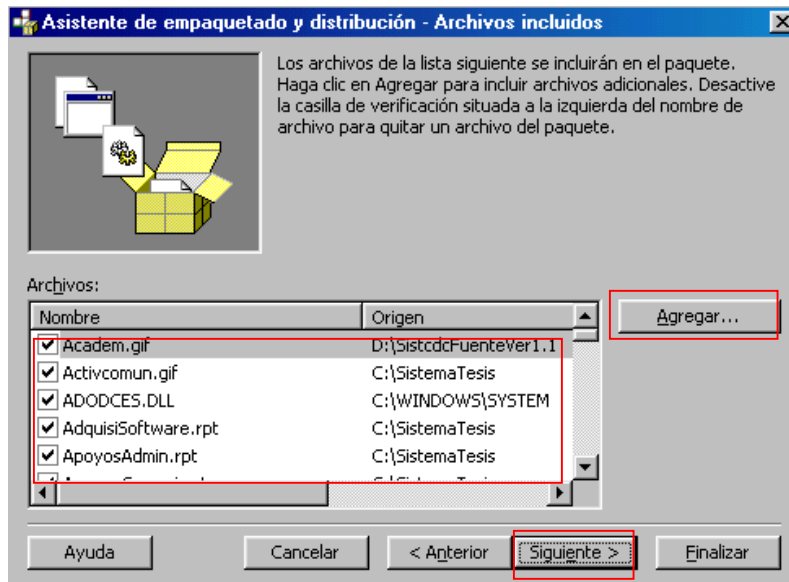 Asistente de empaquetado y distribución - Archivos incluidos
Los archivos de la lista siguiente se incluirán en el paquete.
Haga clic en Agregar para incluir archivos adicionales. Desactive
la casilla de verificación situada a la izquierda del nombre de
archivo para quitar un archivo del paquete.
Archivos:
Nombre Origen
Agregar...
Academ.gif D:\SistcdcFuenteVer1.1
Activcomun.gif C:\SistemaTesis
ADODCES.DLL C:\WINDOWS\SYSTEM
AdquisiSoftware.rpt C:\SistemaTesis
ApoyosAdmin.rpt C:\SistemaTesis
Ayuda Cancelar < Anterior Siguiente > Finalizar